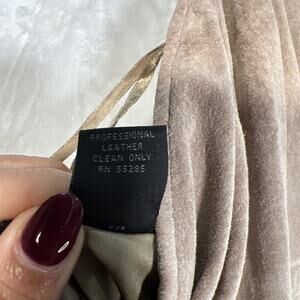 PROFESSIONAL
LEATHER
CLEAN ONLY
RN 55285